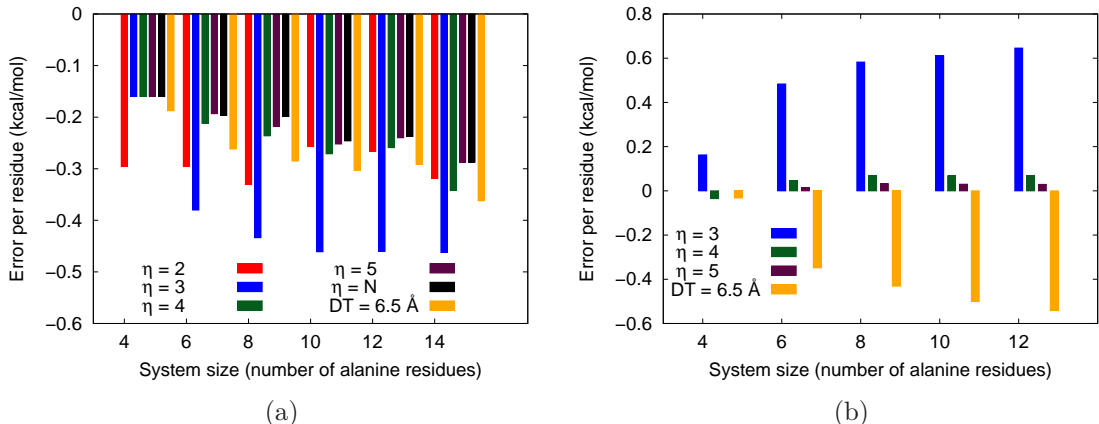 0
−0.1
−0.2
−0.3
−0.4
−0.5
−0.6
Error per residue (kcal/mol)
η = 2
η = 3
η = 4
η = 5
η = N
DT = 6.5 Å
4 6 8 10 12 14
System size (number of alanine residues)
(a)
0.8
0.6
0.4
0.2
0
−0.2
−0.4
−0.6
Error per residue (kcal/mol)
η = 3
η = 4
η = 5
DT = 6.5 Å
4 6 8 10 12
System size (number of alanine residues)
(b)